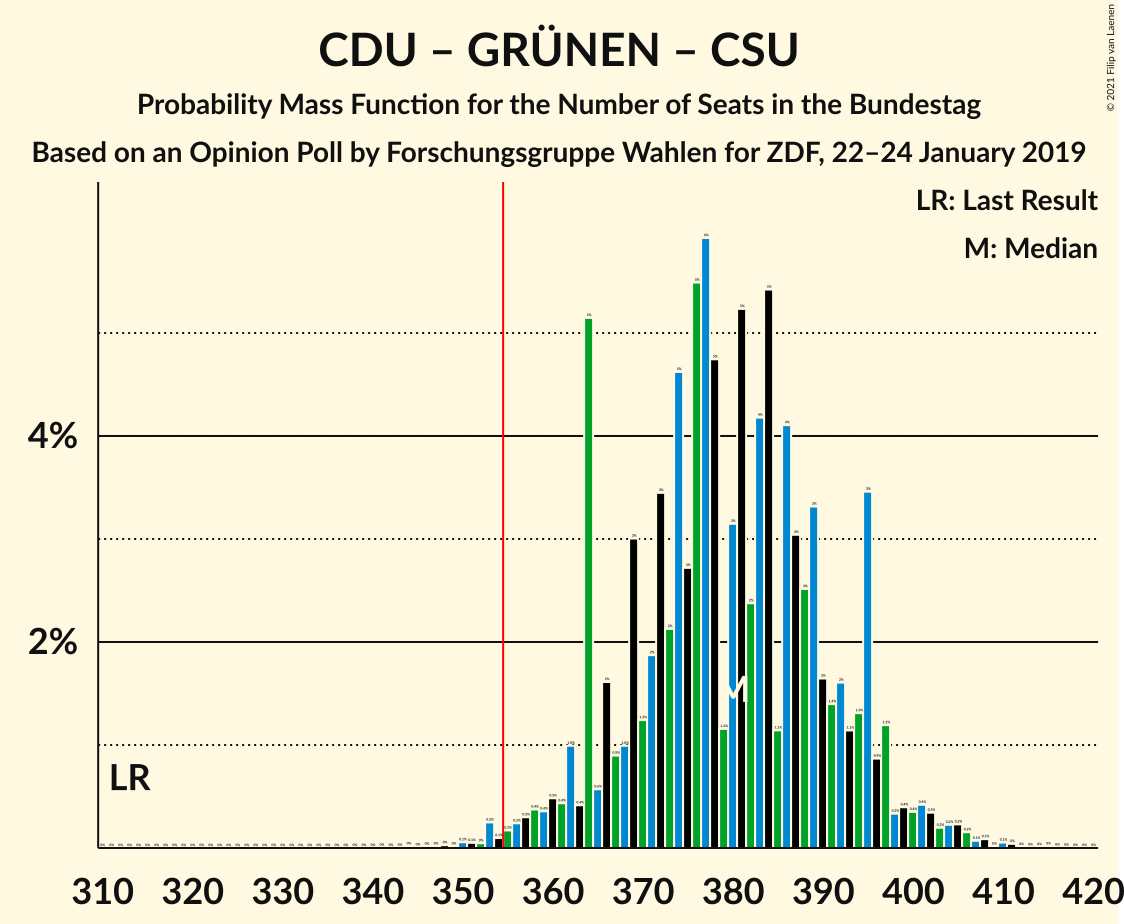 CDU – GRÜNEN – CSU
Probability Mass Function for the Number of Seats in the Bundestag
Based on an Opinion Poll by Forschungsgruppe Wahlen for ZDF, 22–24 January 2019
© 2021 Filip van Laenen
LR: Last Result
M: Median
4%
2%
LR
M
310 320 330 340 350 360 370 380 390 400 410 420